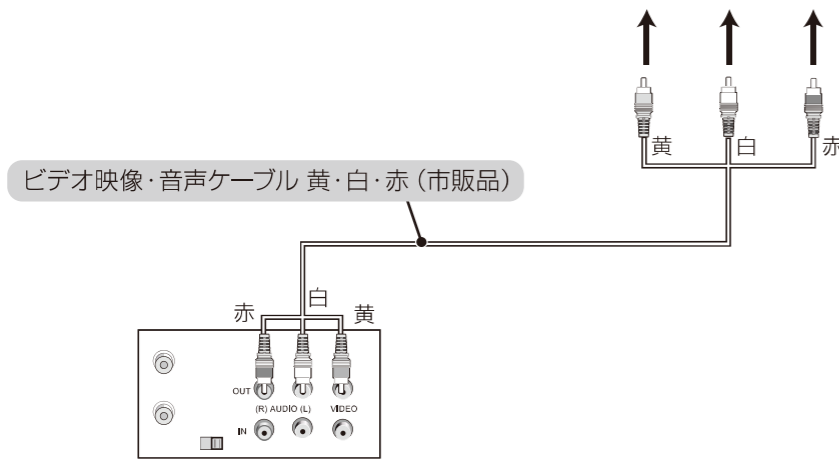 黄 白 赤
ビデオ映像・音声ケーブル 黄・白・赤（市販品）
赤 白 黄
OUT
(R) AUDIO (L) VIDEO
IN